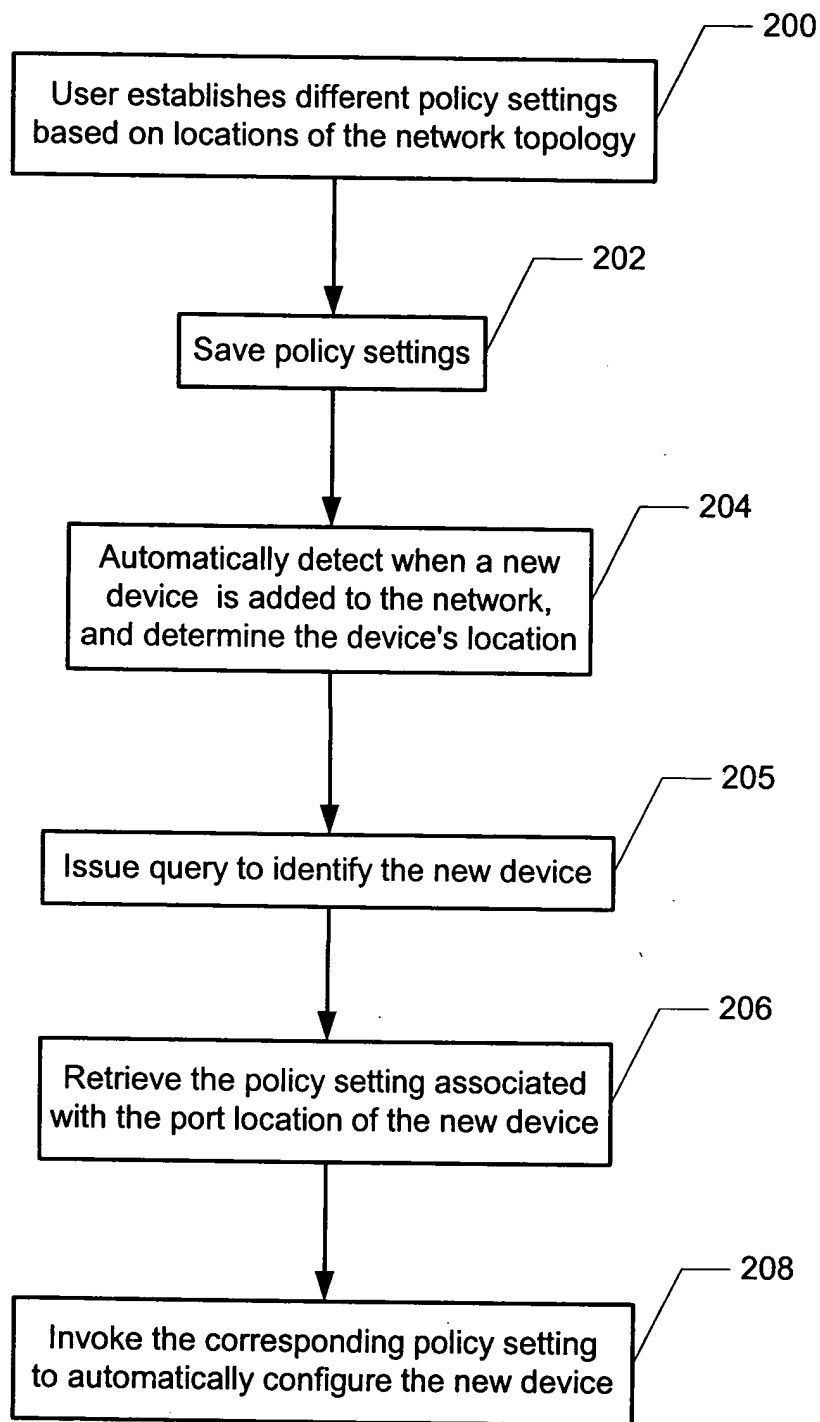 200
User establishes different policy settings
based on locations of the network topology
202
Save policy settings
204
Automatically detect when a new
device is added to the network,
and determine the device's location
205
Issue query to identify the new device
206
Retrieve the policy setting associated
with the port location of the new device
208
Invoke the corresponding policy setting
to automatically configure the new device